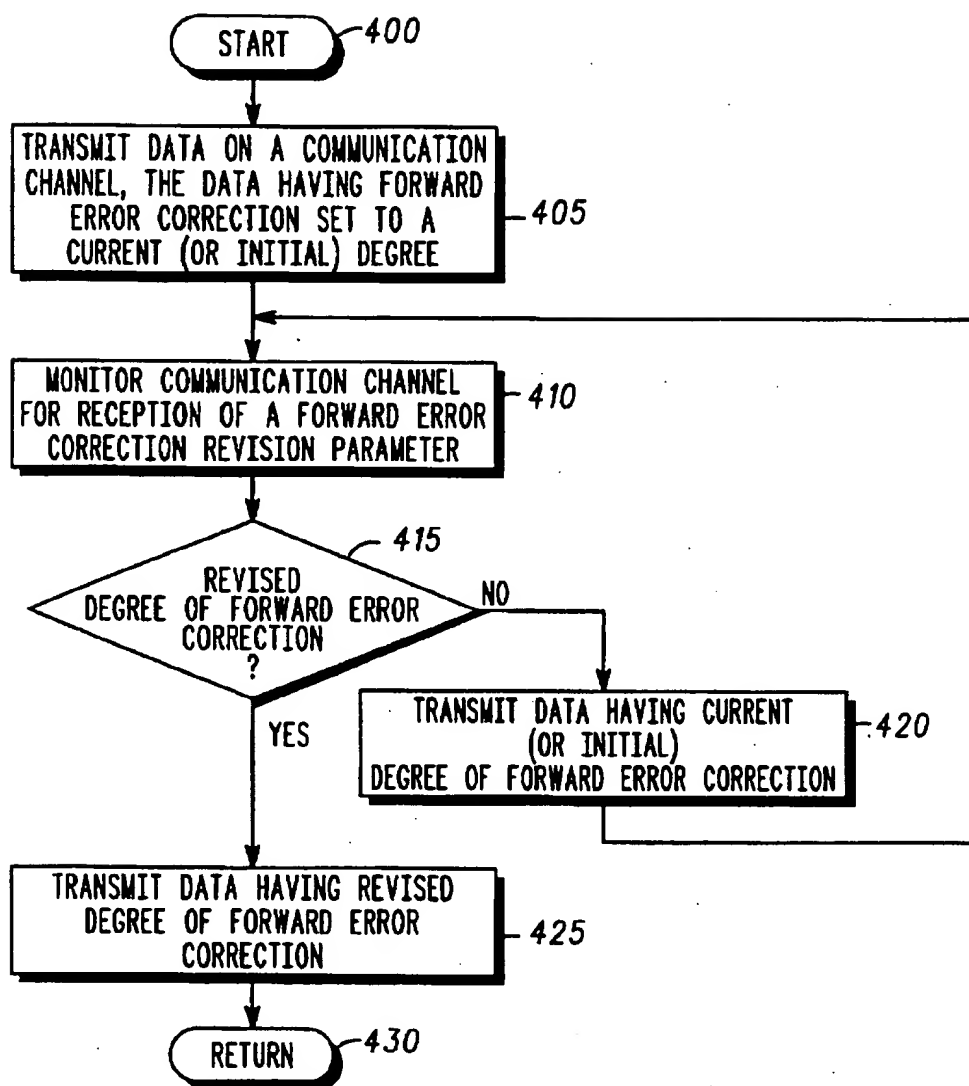 START
400
TRANSMIT DATA ON A COMMUNICATION
CHANNEL, THE DATA HAVING FORWARD
ERROR CORRECTION SET TO A
CURRENT (OR INITIAL) DEGREE
405
MONITOR COMMUNICATION CHANNEL
FOR RECEPTION OF A FORWARD ERROR
CORRECTION REVISION PARAMETER
410
415
REVISED
DEGREE OF FORWARD ERROR
CORRECTION
?
NO
YES
TRANSMIT DATA HAVING CURRENT
(OR INITIAL)
DEGREE OF FORWARD ERROR CORRECTION
420
TRANSMIT DATA HAVING REVISED
DEGREE OF FORWARD ERROR
CORRECTION
425
RETURN
430